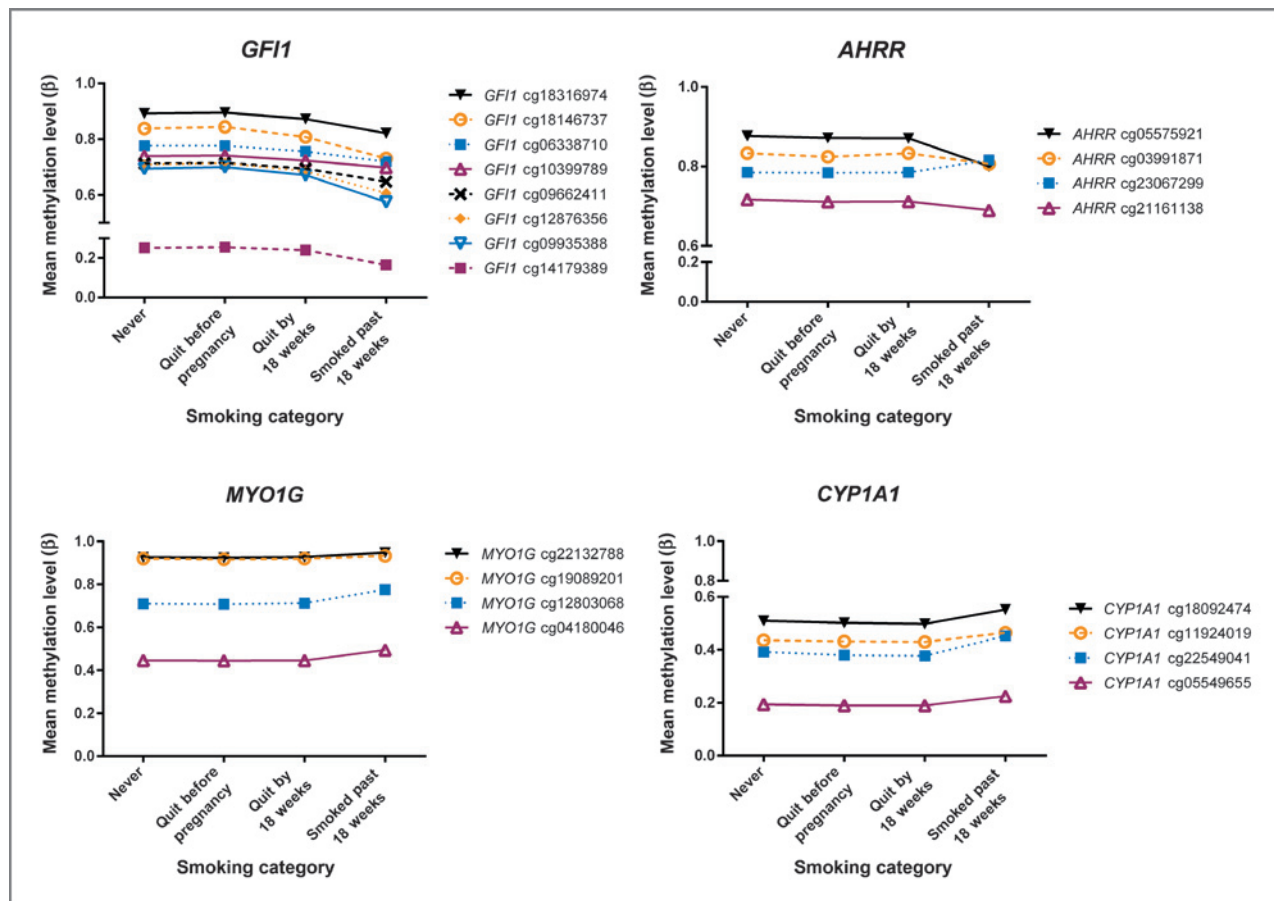 GFI1
Mean methylation level (β)
1.0
0.8
0.6
0.2
0.0
Never
Quit before
pregnancy
Quit by
18 weeks
Smoked past
18 weeks
Smoking category
GFI1 cg18316974
GFI1 cg18146737
GFI1 cg06338710
GFI1 cg10399789
GFI1 cg09662411
GFI1 cg12876356
GFI1 cg09935388
GFI1 cg14179389
AHRR
Mean methylation level (β)
1.0
0.8
0.6
0.2
0.0
Never
Quit before
pregnancy
Quit by
18 weeks
Smoked past
18 weeks
Smoking category
AHRR cg05575921
AHRR cg03991871
AHRR cg23067299
AHRR cg21161138
MYO1G
Mean methylation level (β)
1.0
0.8
0.6
0.4
0.2
0.0
Never
Quit before
pregnancy
Quit by
18 weeks
Smoked past
18 weeks
Smoking category
MYO1G cg22132788
MYO1G cg19089201
MYO1G cg12803068
MYO1G cg04180046
CYP1A1
Mean methylation level (β)
1.0
0.8
0.6
0.4
0.2
0.0
Never
Quit before
pregnancy
Quit by
18 weeks
Smoked past
18 weeks
Smoking category
CYP1A1 cg18092474
CYP1A1 cg11924019
CYP1A1 cg22549041
CYP1A1 cg05549655